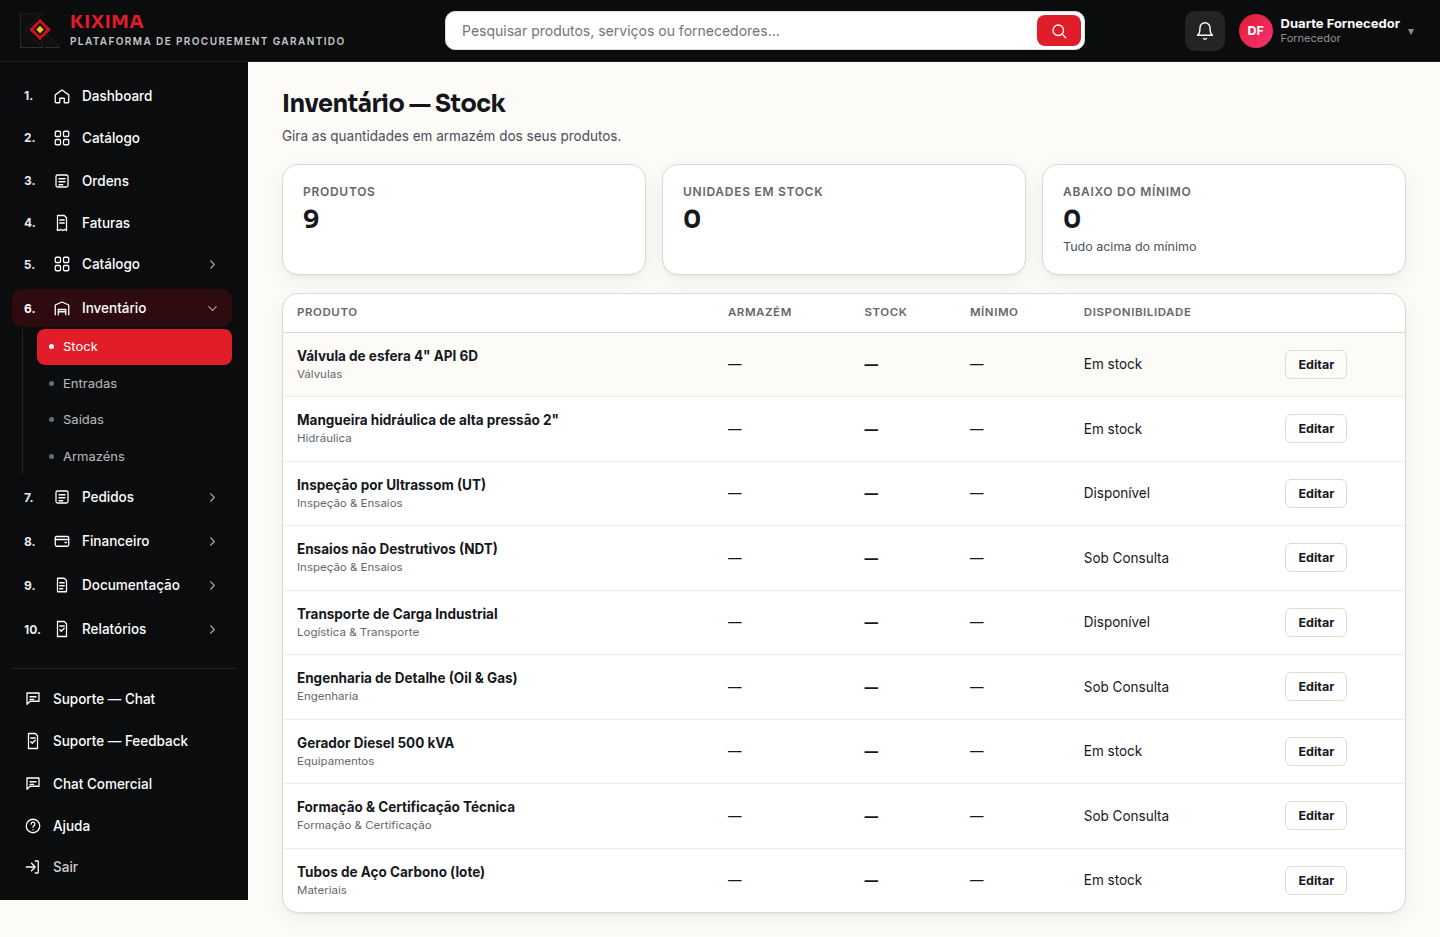 KIXIMA
PLATAFORMA DE PROCUREMENT GARANTIDO
Pesquisar produtos, serviços ou fornecedores...
DF
Duarte Fornecedor
Fornecedor
1. Dashboard
2. Catálogo
3. Ordens
4. Faturas
5. Catálogo
6. Inventário
Stock
Entradas
Saídas
Armazéns
7. Pedidos
8. Financeiro
9. Documentação
10. Relatórios
Suporte — Chat
Suporte — Feedback
Chat Comercial
Ajuda
Sair
Inventário — Stock
Gira as quantidades em armazém dos seus produtos.
PRODUTOS
9
UNIDADES EM STOCK
0
ABAIXO DO MÍNIMO
0
Tudo acima do mínimo
PRODUTO ARMAZÉM STOCK MÍNIMO DISPONIBILIDADE
Válvula de esfera 4" API 6D
Válvulas
— — — Em stock Editar
Mangueira hidráulica de alta pressão 2"
Hidráulica
— — — Em stock Editar
Inspeção por Ultrassom (UT)
Inspeção & Ensaios
— — — Disponível Editar
Ensaios não Destrutivos (NDT)
Inspeção & Ensaios
— — — Sob Consulta Editar
Transporte de Carga Industrial
Logística & Transporte
— — — Disponível Editar
Engenharia de Detalhe (Oil & Gas)
Engenharia
— — — Sob Consulta Editar
Gerador Diesel 500 kVA
Equipamentos
— — — Em stock Editar
Formação & Certificação Técnica
Formação & Certificação
— — — Sob Consulta Editar
Tubos de Aço Carbono (lote)
Materiais
— — — Em stock Editar